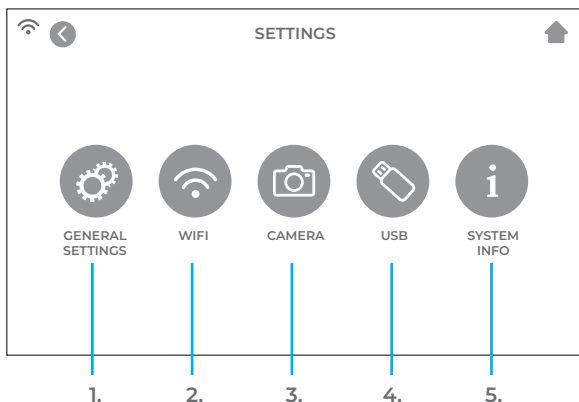 SETTINGS
GENERAL
SETTINGS
WIFI
CAMERA
USB
SYSTEM
INFO
1.
2.
3.
4.
5.